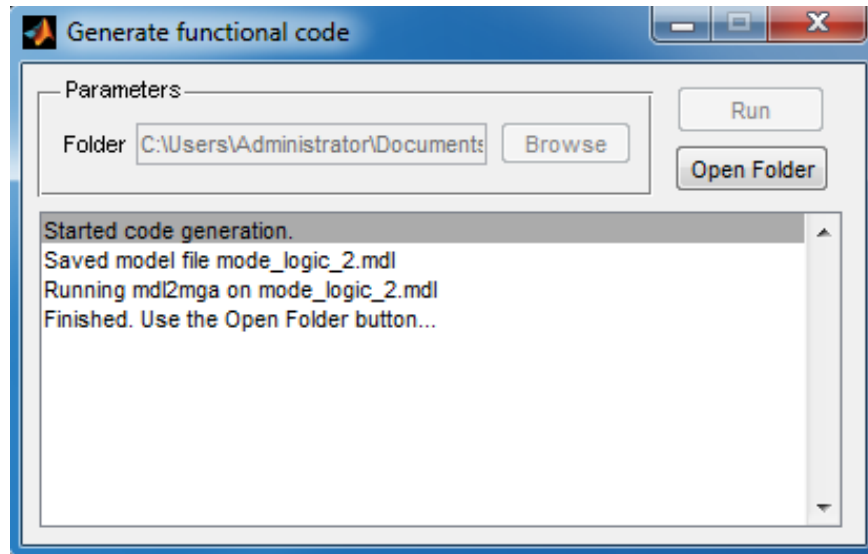 Generate functional code
Parameters
Folder C:\Users\Administrator\Documents Browse
Run
Open Folder
Started code generation.
Saved model file mode_logic_2.mdl
Running mdl2mga on mode_logic_2.mdl
Finished. Use the Open Folder button...